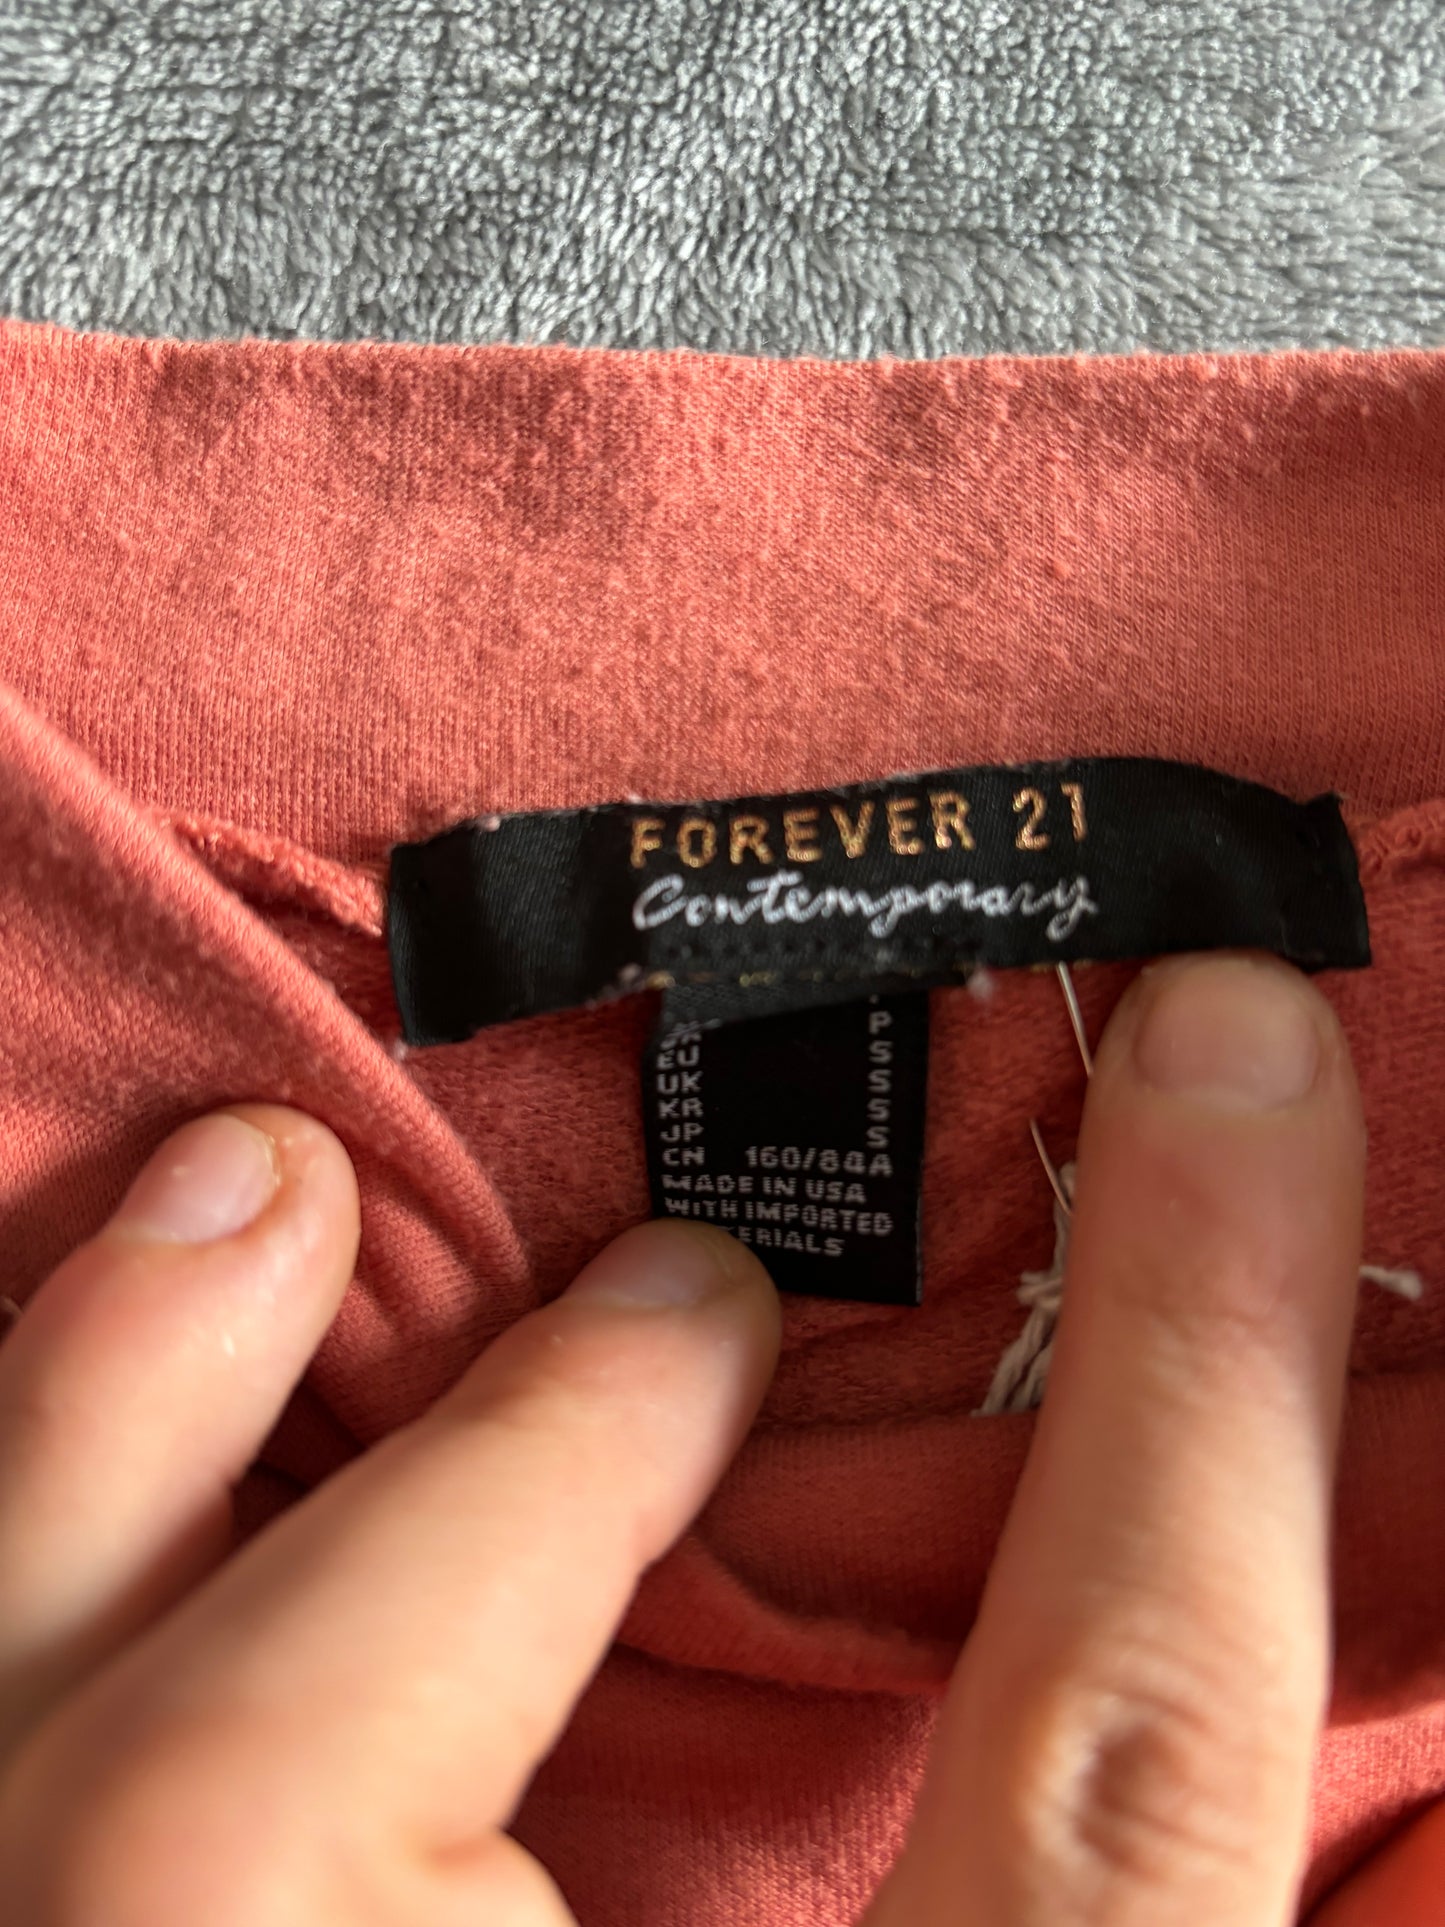 FOREVER 21
Contemporary
P
EU S
UK S
KR S
JP S
CN 160/84A
MADE IN USA
WITH IMPORTED